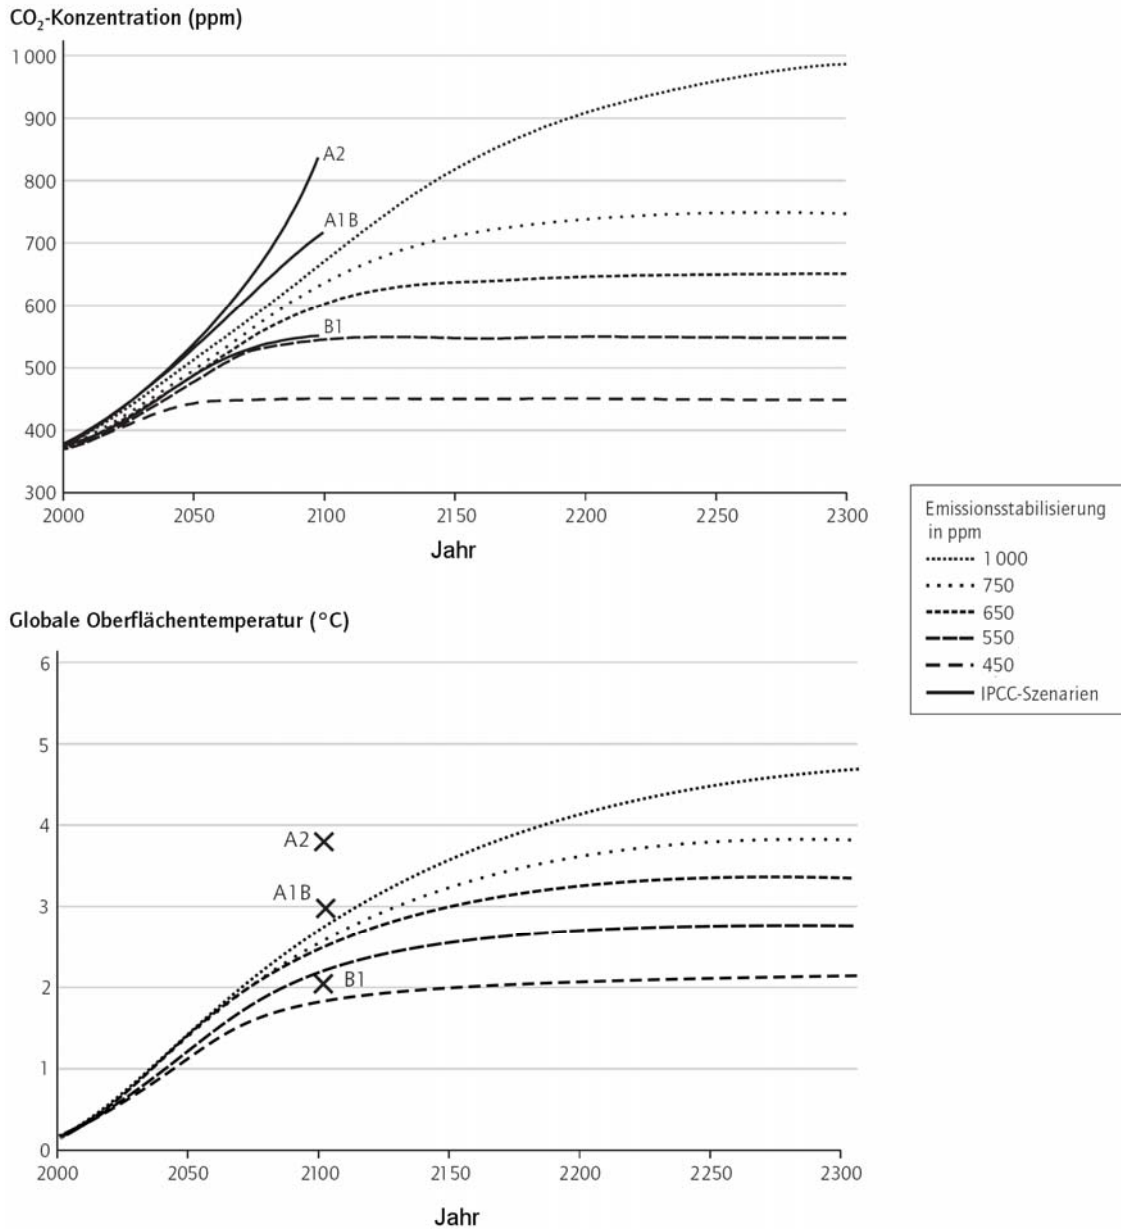 CO₂-Konzentration (ppm)
1 000
900
800
700
600
500
400
300
A2
A1B
B1
2000 2050 2100 2150 2200 2250 2300
Jahr
Emissionsstabilisierung
in ppm
1 000
750
650
550
450
IPCC-Szenarien
Globale Oberflächentemperatur (°C)
6
5
4
3
2
1
0
A2
A1B
B1
2000 2050 2100 2150 2200 2250 2300
Jahr